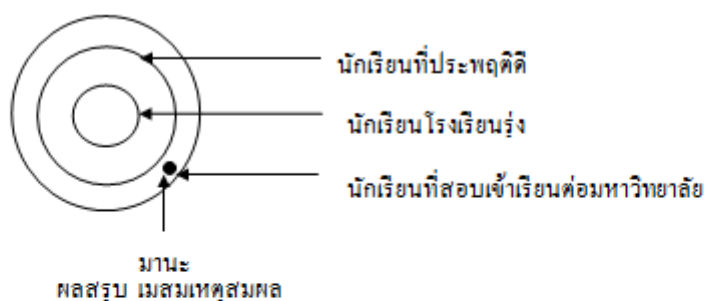 นักเรียนที่ประพฤติดี
นักเรียนโรงเรียนรุ่ง
นักเรียนที่สอบเข้าเรียนต่อมหาวิทยาลัย
มานะ
ผลสรุป เมสมเหตุสมผล